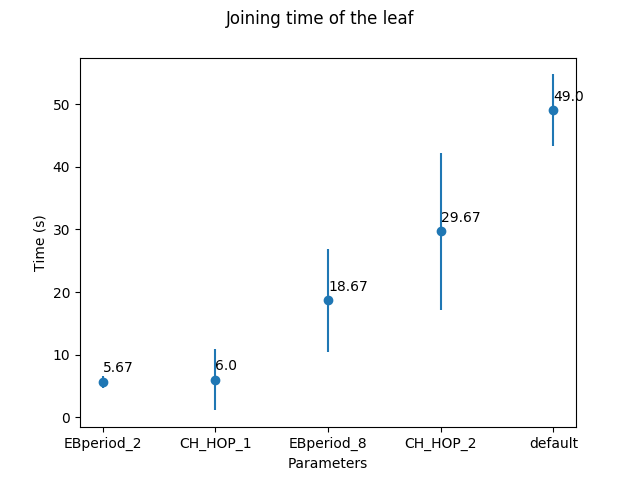 Joining time of the leaf
50
40
30
20
10
0
Time (s)
5.67
6.0
18.67
29.67
49.0
EBperiod_2
CH_HOP_1
EBperiod_8
CH_HOP_2
default
Parameters